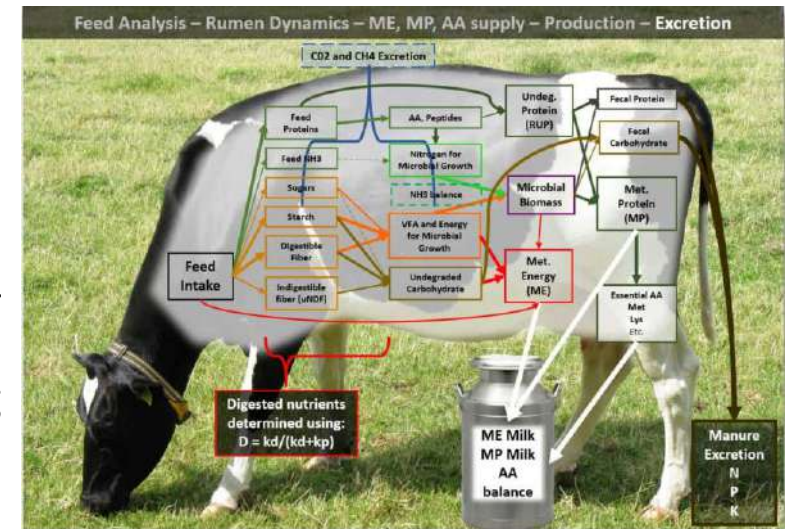 Feed Analysis – Rumen Dynamics – ME, MP, AA supply – Production – Excretion
C02 and CH4 Excretion
Feed
Proteins
AA, Peptides
Undeg.
Protein
(RUP)
Fecal Protein
Fecal
Carbohydrate
Feed NH3
Nitrogen for
Microbial Growth
Sugars
NH3 balance
Microbial
Biomass
Met.
Protein
(MP)
Starch
VFA and Energy
for Microbial
Growth
Digestible
Fiber
Feed
Intake
Indigestible
fiber (uNDF)
Undegraded
Carbohydrate
Met.
Energy
(ME)
Essential AA
Met
Lys
Etc.
Digested nutrients
determined using:
D = kd/(kd+kp)
ME Milk
MP Milk
AA
balance
Manure
Excretion
N
P
K